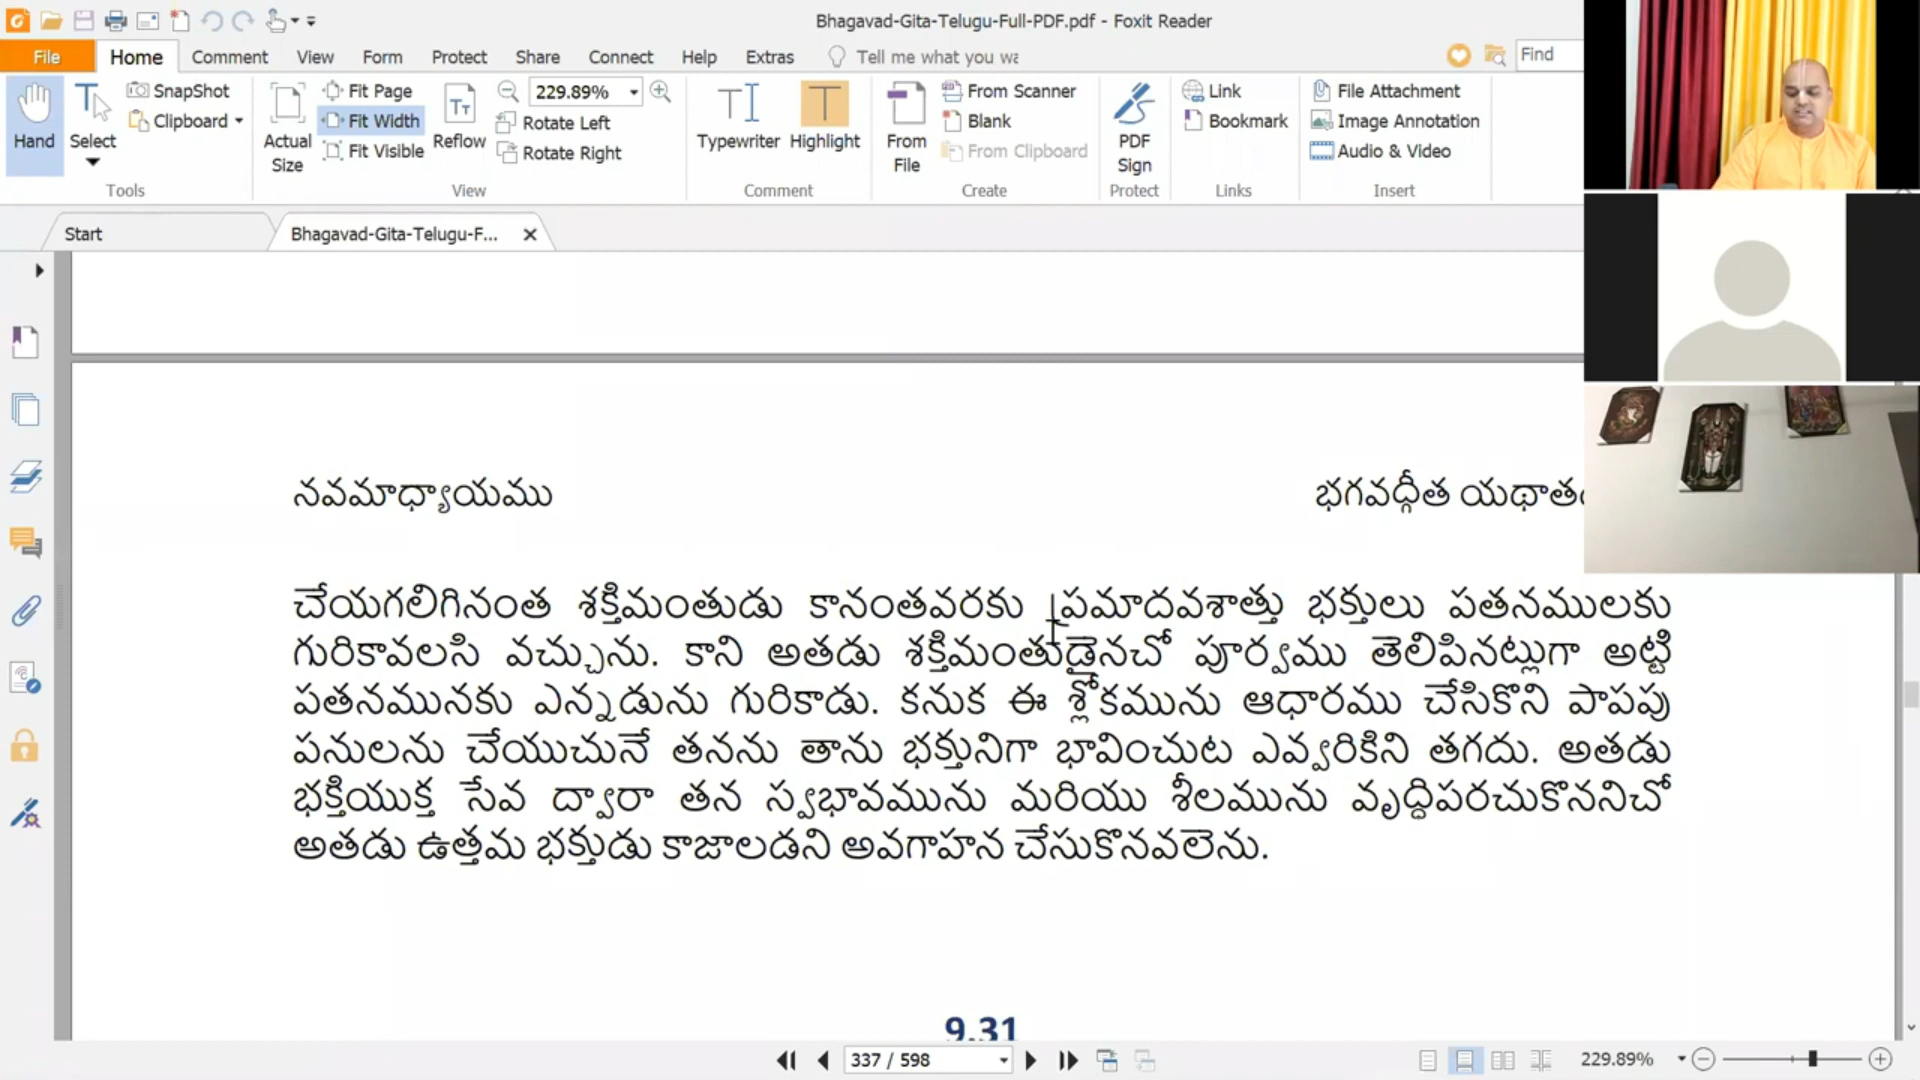 Bhagavad-Gita-Telugu-Full-PDF.pdf - Foxit Reader
File Home Comment View Form Protect Share Connect Help Extras Tell me what you wa Find
Hand
Select
SnapShot
Clipboard
Tools
Actual Size
Fit Page
Fit Width
Fit Visible
Reflow
229.89%
Rotate Left
Rotate Right
View
Typewriter
Highlight
Comment
From File
From Scanner
Blank
From Clipboard
Create
PDF Sign
Protect
Link
Bookmark
Links
File Attachment
Image Annotation
Audio & Video
Insert
Start
Bhagavad-Gita-Telugu-F...
నవమాధ్యాయము
భగవద్గీత
చేయగలిగినంత శక్తిమంతుడు కానంతవరకు ప్రమాదవశాత్తు భక్తులు పతనములకు
గురికావలసి వచ్చును. కాని అతడు శక్తిమంతుడైనచో పూర్వము తెలిపినట్లుగా అట్టి
పతనమునకు ఎన్నడును గురికాడు. కనుక ఈ శ్లోకమును ఆధారము చేసికొని పాపపు
పనులను చేయుచునే తనను తాను భక్తునిగా భావించుట ఎవ్వరికిని తగదు. అతడు
భక్తియుక్త సేవ ద్వారా తన స్వభావమును మరియు శీలమును వృద్ధిపరచుకొననిచో
అతడు ఉత్తమ భక్తుడు కాజాలడని అవగాహన చేసుకొనవలెను.
9.31
337 / 598
229.89%